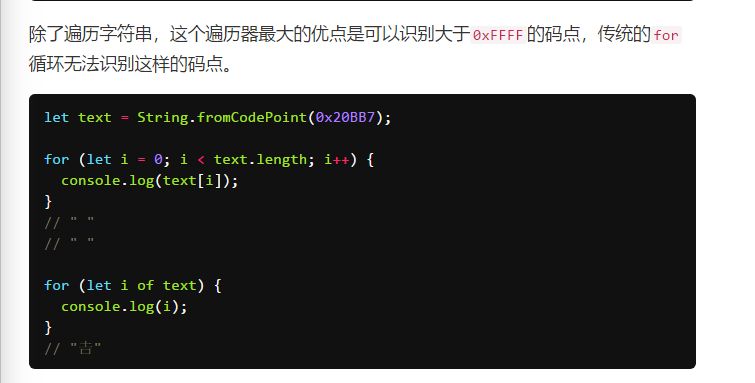 除了遍历字符串，这个遍历器最大的优点是可以识别大于0xFFFF的码点，传统的for
循环无法识别这样的码点。
let text = String.fromCodePoint(0x20BB7);
for (let i = 0; i < text.length; i++) {
  console.log(text[i]);
}
// " "
// " "
for (let i of text) {
  console.log(i);
}
// "𠮷"